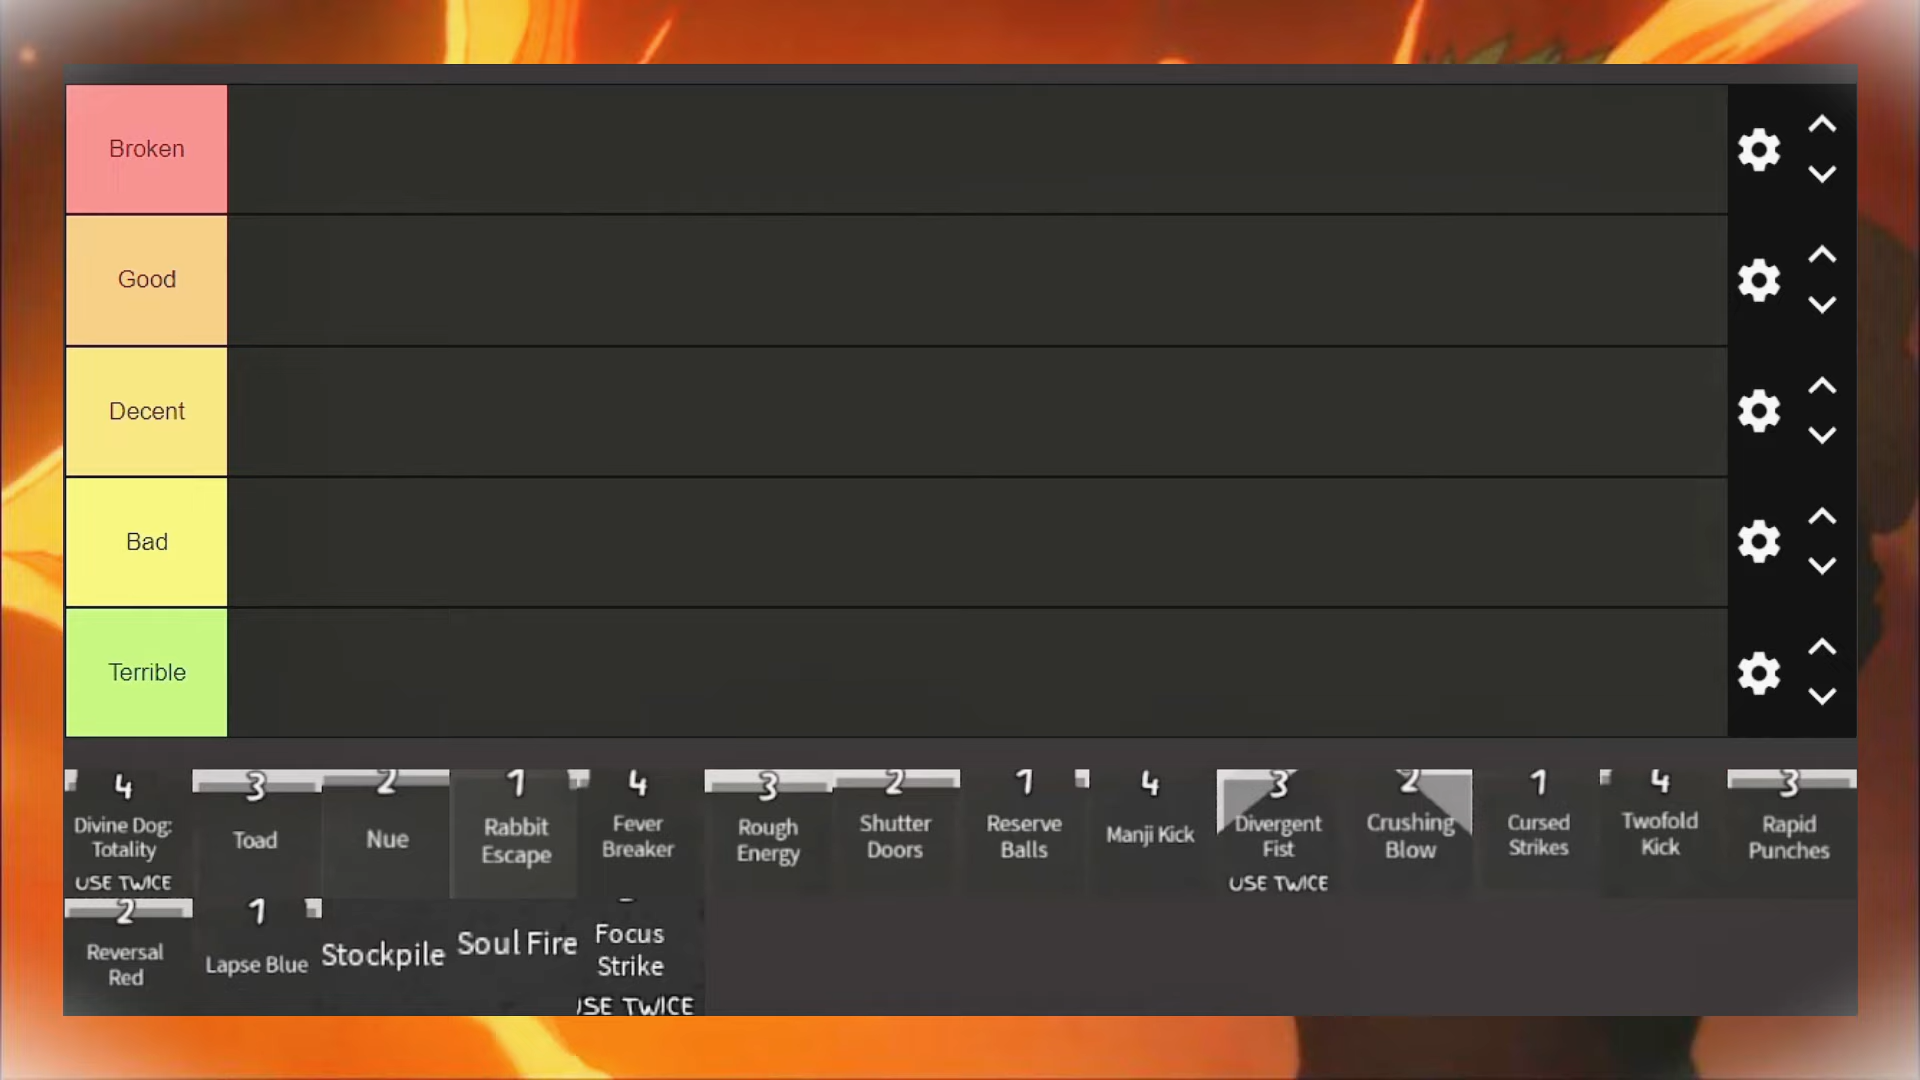 Broken
Good
Decent
Bad
Terrible
4
Divine Dog:
Totality
USE TWICE
3
Toad
2
Nue
1
Rabbit
Escape
4
Fever
Breaker
3
Rough
Energy
2
Shutter
Doors
1
Reserve
Balls
4
Manji Kick
3
Divergent
Fist
USE TWICE
2
Crushing
Blow
1
Cursed
Strikes
4
Twofold
Kick
3
Rapid
Punches
2
Reversal
Red
1
Lapse Blue
Stockpile
Soul Fire
Focus
Strike
USE TWICE